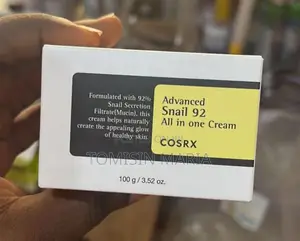 Formulated with 92%
Snail Secretion
Filtrate(Mucin), this
cream helps naturally
create the appealing glow
of healthy skin.
Advanced
Snail 92
All in one Cream
COSRX
TOMISIN MARIA
100 g / 3.52 oz.